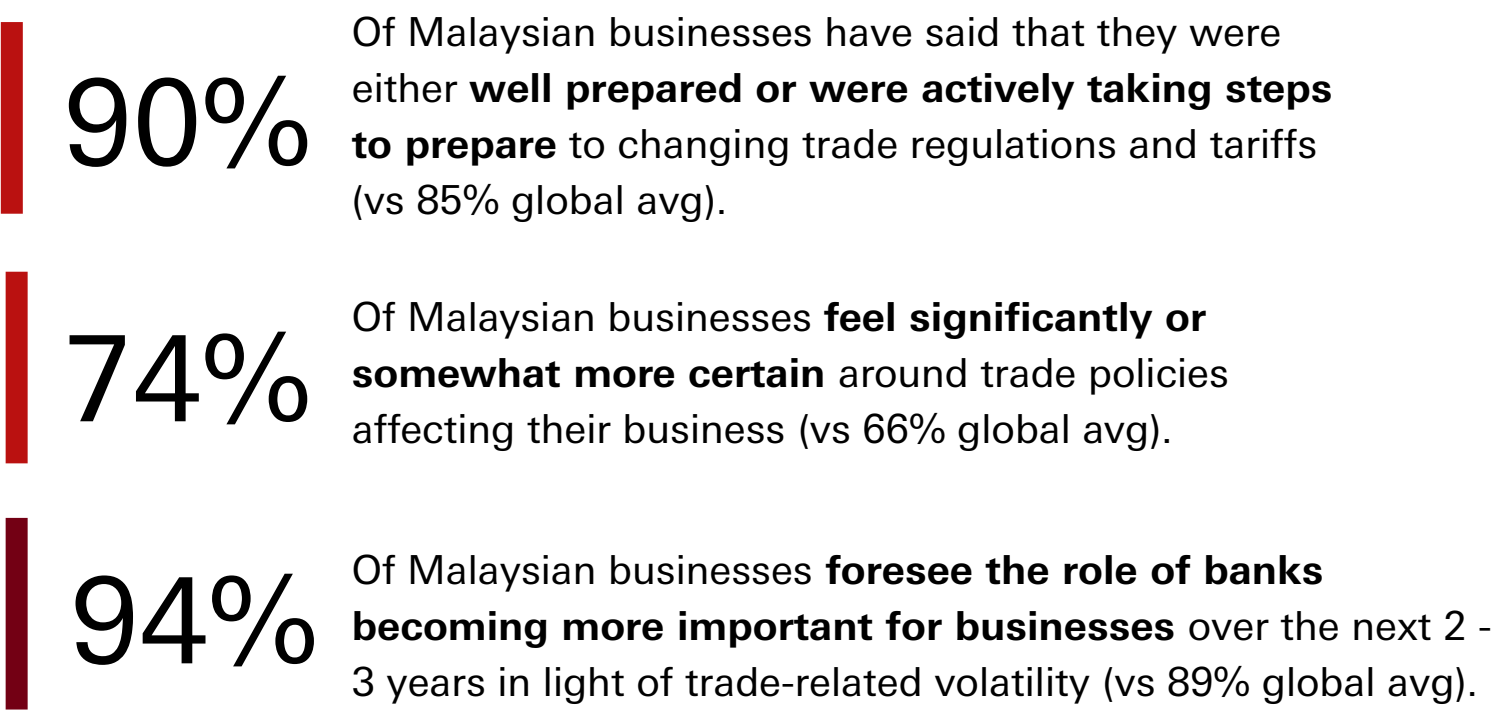 90%
Of Malaysian businesses have said that they were
either well prepared or were actively taking steps
to prepare to changing trade regulations and tariffs
(vs 85% global avg).
74%
Of Malaysian businesses feel significantly or
somewhat more certain around trade policies
affecting their business (vs 66% global avg).
94%
Of Malaysian businesses foresee the role of banks
becoming more important for businesses over the next 2 -
3 years in light of trade-related volatility (vs 89% global avg).